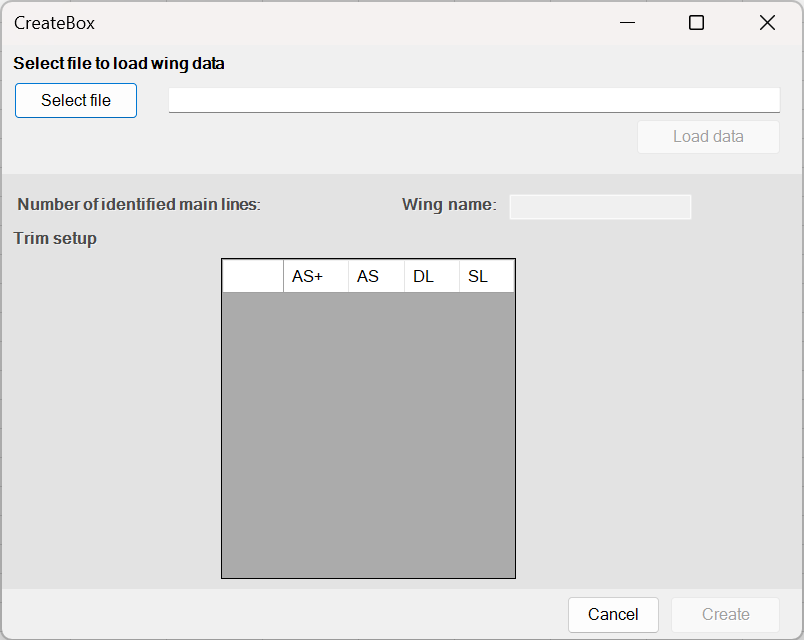 CreateBox
Select file to load wing data
Select file
Load data
Number of identified main lines: Wing name:
Trim setup
AS+ AS DL SL
Cancel Create